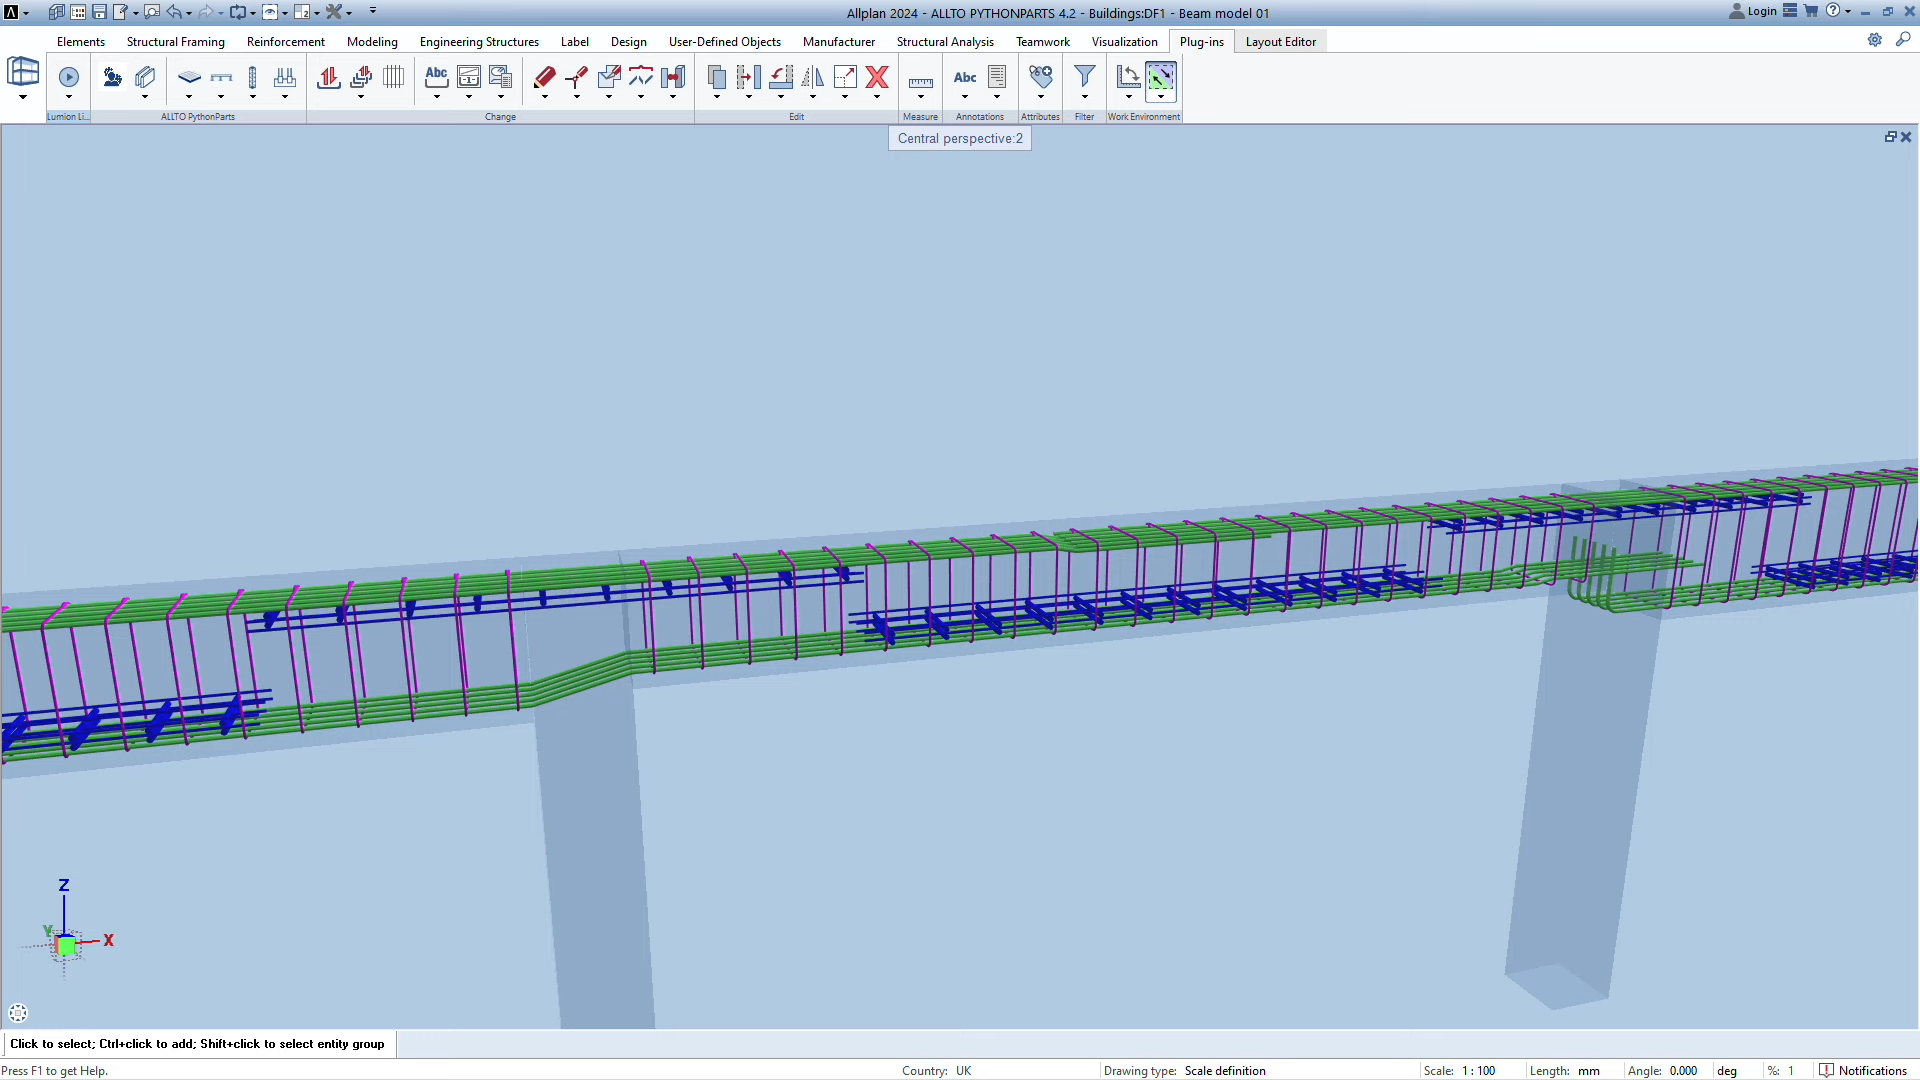 Allplan 2024 - ALLTO PYTHONPARTS 4.2 - Buildings:DF1 - Beam model 01
Login
Elements Structural Framing Reinforcement Modeling Engineering Structures Label Design User-Defined Objects Manufacturer Structural Analysis Teamwork Visualization Plug-ins Layout Editor
Abc
Abc
Lumion Li... ALLTO PythonParts Change Edit Measure Annotations Attributes Filter Work Environment
Central perspective:2
Z
Y
X
Click to select; Ctrl+click to add; Shift+click to select entity group
Press F1 to get Help. Country: UK Drawing type: Scale definition Scale: 1 : 100 Length: mm Angle: 0.000 deg %: 1 Notifications